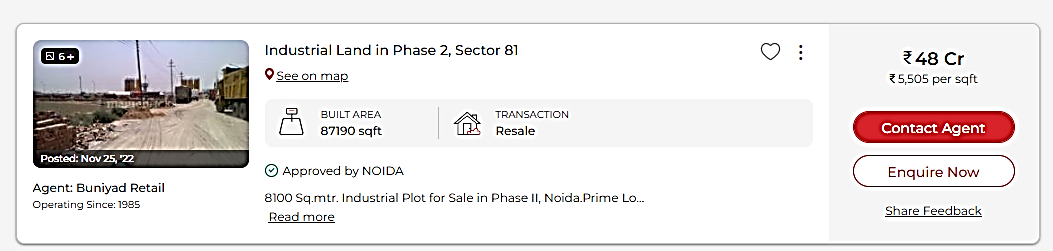 6+
Posted: Nov 25, '22
Agent: Buniyad Retail
Operating Since: 1985
Industrial Land in Phase 2, Sector 81
See on map
BUILT AREA
87190 sqft
TRANSACTION
Resale
Approved by NOIDA
8100 Sq.mtr. Industrial Plot for Sale in Phase II, Noida.Prime Lo...
Read more
₹48 Cr
₹5,505 per sqft
Contact Agent
Enquire Now
Share Feedback